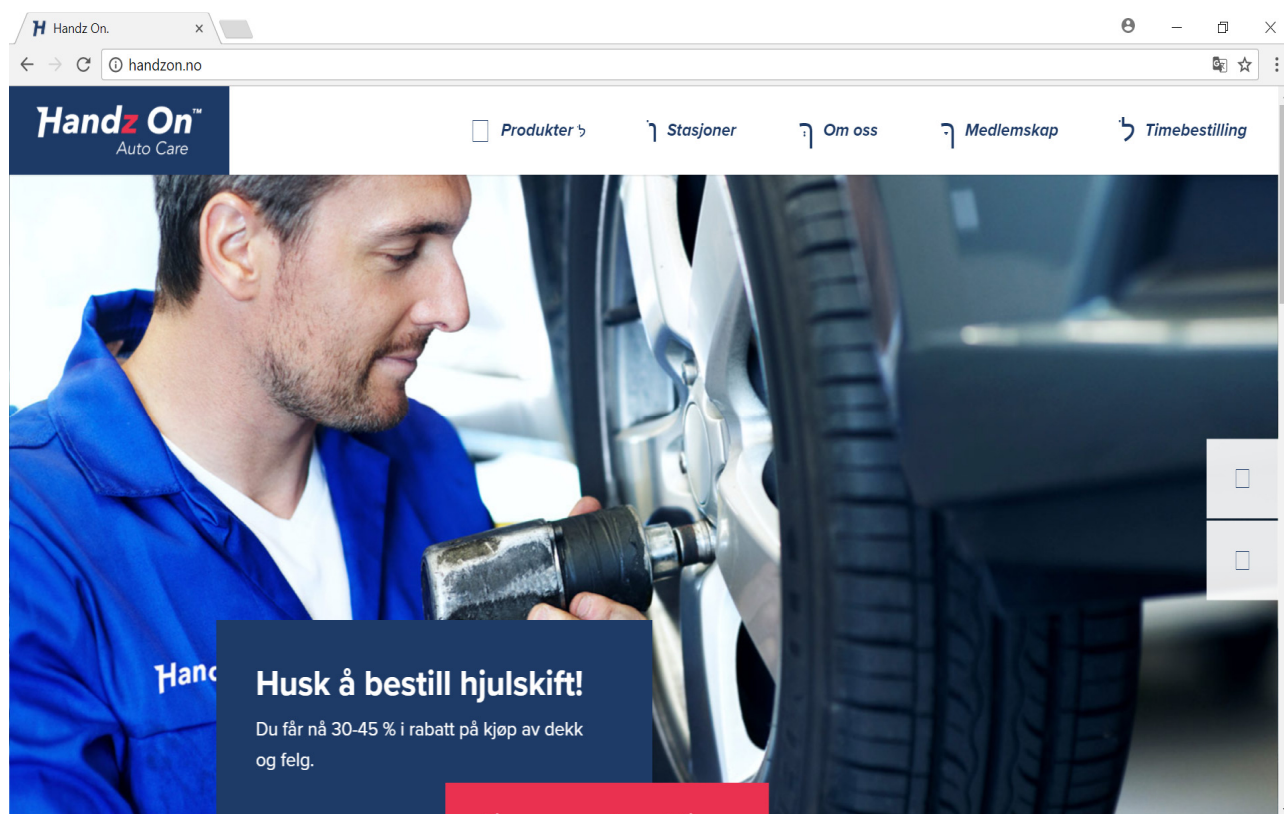 Handz On.
handzon.no
Handz On™
Auto Care
Produkter
Stasjoner
Om oss
Medlemskap
Timebestilling
Hand
Husk å bestill hjulskift!
Du får nå 30-45 % i rabatt på kjøp av dekk
og felg.